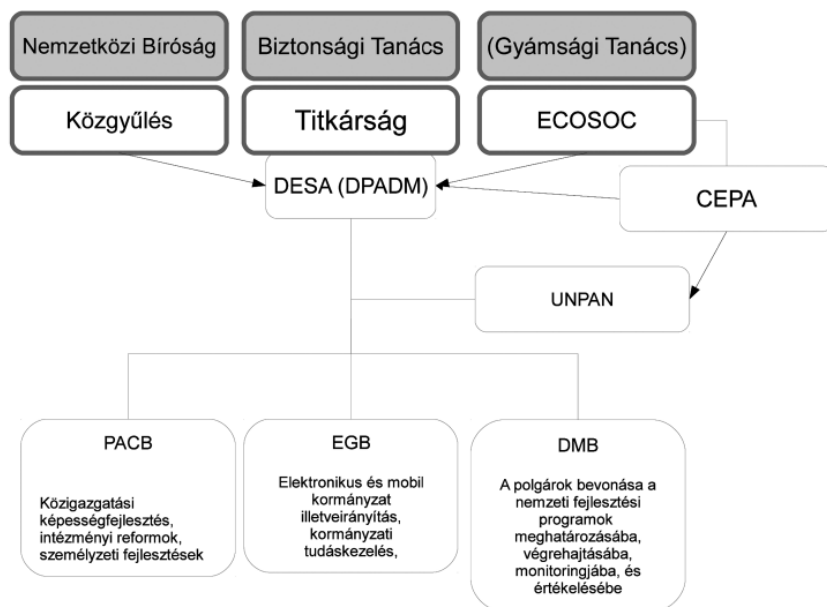 Nemzetközi Bíróság
Biztonsági Tanács
(Gyámsági Tanács)
Közgyűlés
Titkárság
ECOSOC
DESA (DPADM)
CEPA
UNPAN
PACB
Közigazgatási
képességfejlesztés,
intézményi reformok,
személyzeti fejlesztések
EGB
Elektronikus és mobil
kormányzat
illetveirányítás,
kormányzati
tudáskezelés,
DMB
A polgárok bevonása a
nemzeti fejlesztési
programok
meghatározásába,
végrehajtásába,
monitoringjába, és
értékelésébe